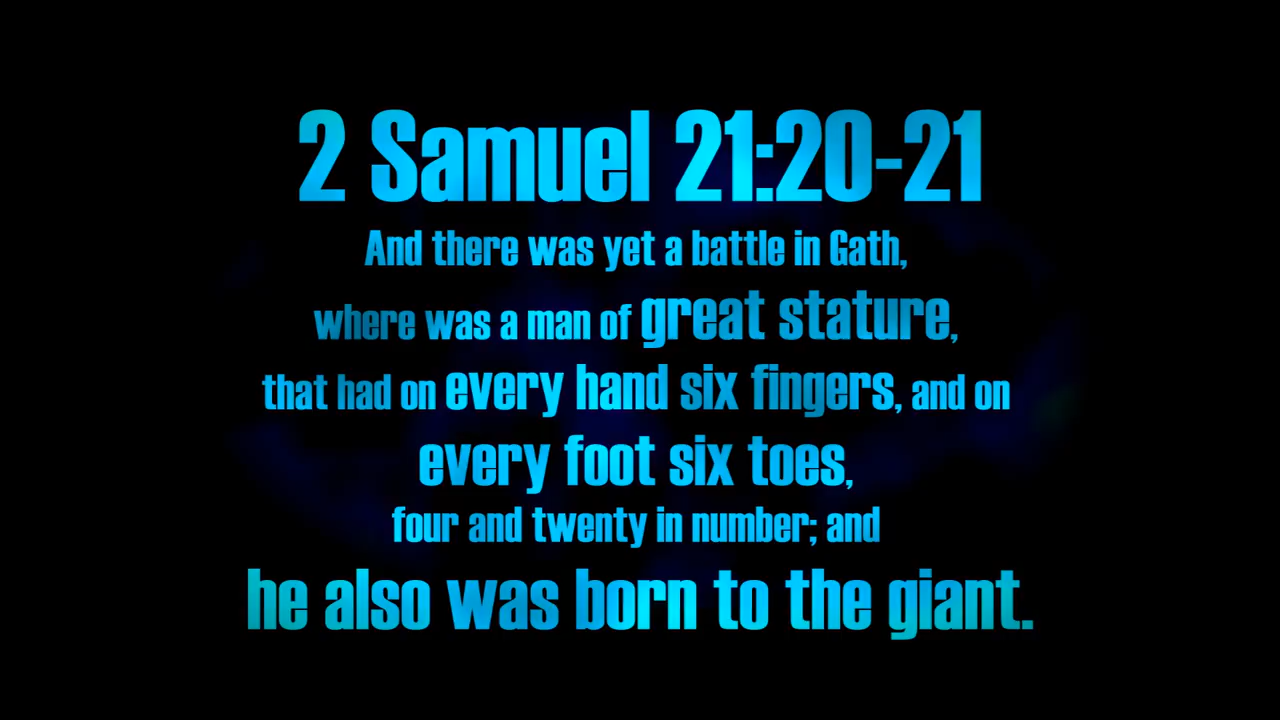 2 Samuel 21:20-21
And there was yet a battle in Gath,
where was a man of great stature,
that had on every hand six fingers, and on
every foot six toes,
four and twenty in number; and
he also was born to the giant.